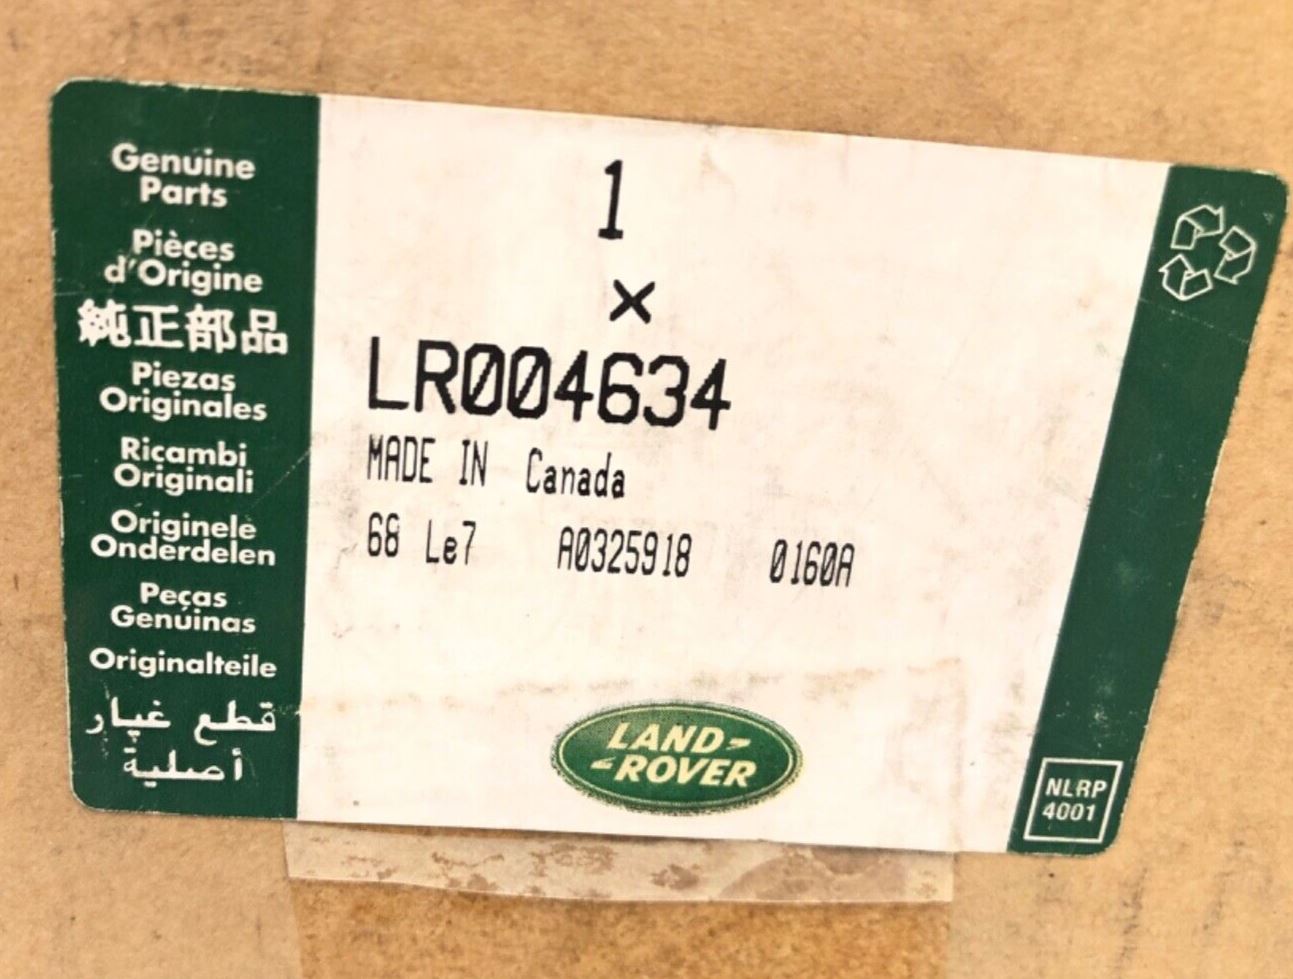 Genuine
Parts
Pièces
d'Origine
純正部品
Piezas
Originales
Ricambi
Originali
Originele
Onderdelen
Peças
Genúinas
Originalteile
قطع غيار
أصلية
1
×
LR004634
MADE IN Canada
68 Le7 A0325918 0160A
LAND-
-ROVER
NLRP
4001